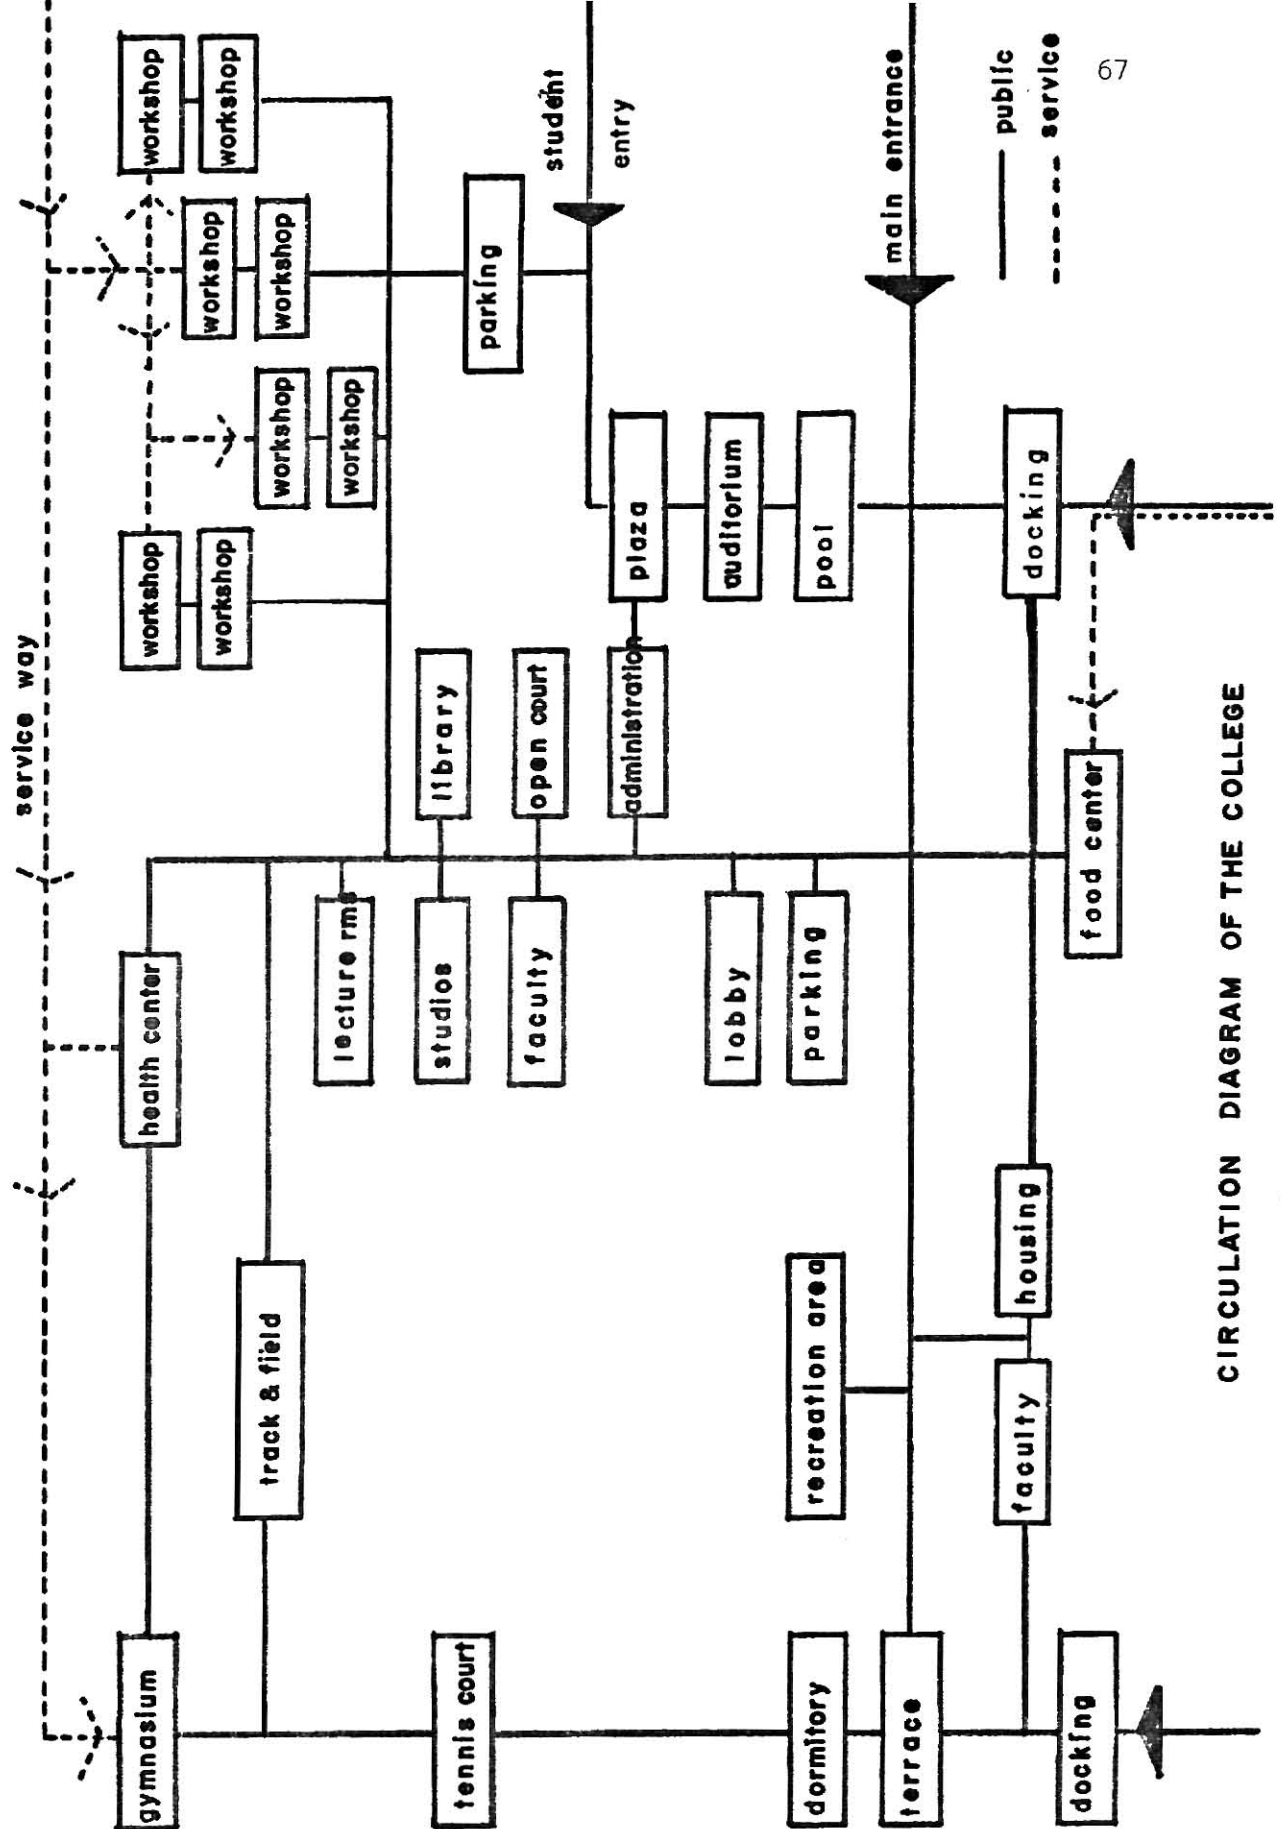 67
service way
workshop
workshop
workshop
workshop
workshop
workshop
workshop
workshop
student
entry
main entrance
public
service
parking
plaza
auditorium
pool
docking
library
open court
administration
health center
lecture rms
studios
faculty
lobby
parking
food center
track & field
recreation area
housing
faculty
gymnasium
tennis court
dormitory
terrace
docking
CIRCULATION DIAGRAM OF THE COLLEGE